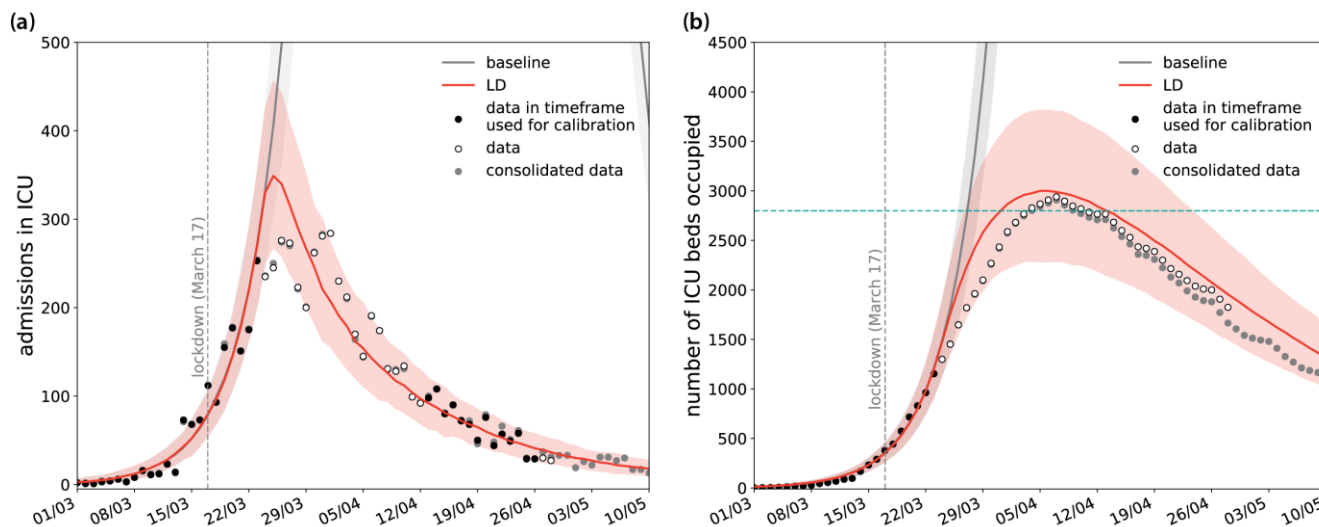 (a)
500
400
300
200
100
0
admissions in ICU
lockdown (March 17)
baseline
LD
data in timeframe
used for calibration
data
consolidated data
01/03
08/03
15/03
22/03
29/03
05/04
12/04
19/04
26/04
03/05
10/05
(b)
4500
4000
3500
3000
2500
2000
1500
1000
500
0
number of ICU beds occupied
lockdown (March 17)
baseline
LD
data in timeframe
used for calibration
data
consolidated data
01/03
08/03
15/03
22/03
29/03
05/04
12/04
19/04
26/04
03/05
10/05